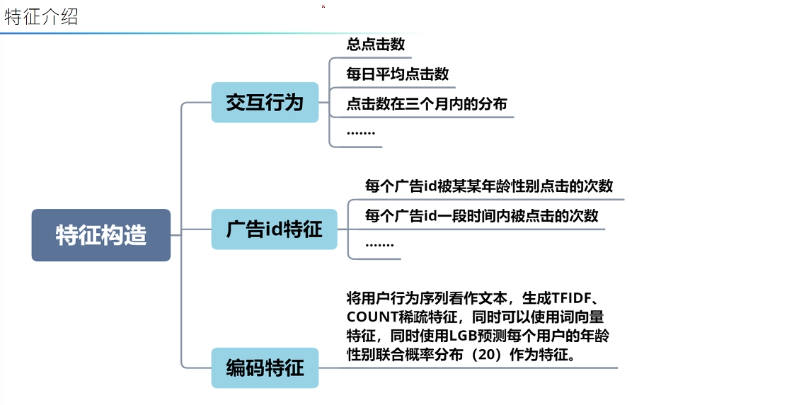 特征介绍
特征构造
交互行为
总点击数
每日平均点击数
点击数在三个月内的分布
.......
广告id特征
每个广告id被某某年龄性别点击的次数
每个广告id一段时间内被点击的次数
.......
编码特征
将用户行为序列看作文本，生成TFIDF、
COUNT稀疏特征，同时可以使用词向量
特征，同时使用LGB预测每个用户的年龄
性别联合概率分布（20）作为特征。